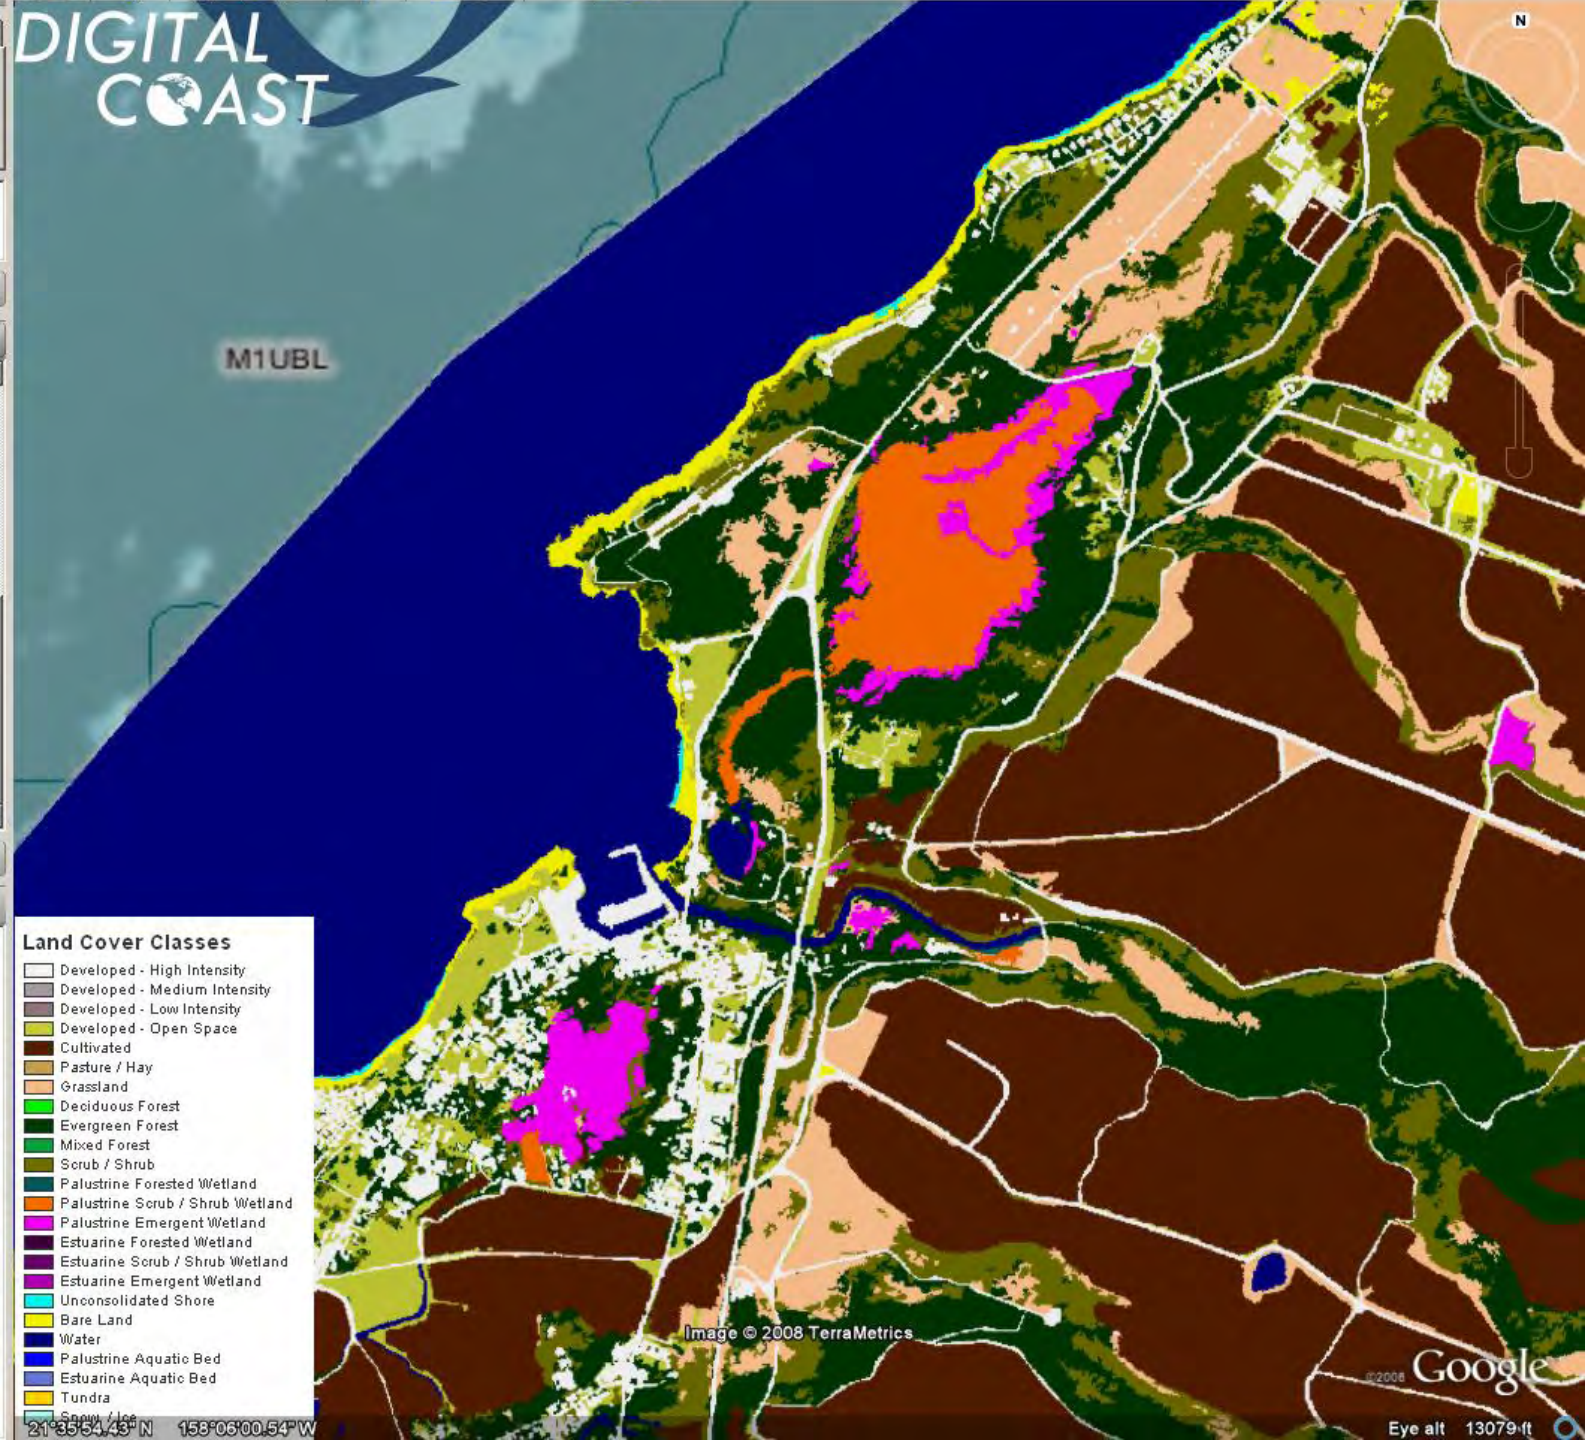 DIGITAL
COAST
N
M1UBL
Land Cover Classes
Developed - High Intensity
Developed - Medium Intensity
Developed - Low Intensity
Developed - Open Space
Cultivated
Pasture / Hay
Grassland
Deciduous Forest
Evergreen Forest
Mixed Forest
Scrub / Shrub
Palustrine Forested Wetland
Palustrine Scrub / Shrub Wetland
Palustrine Emergent Wetland
Estuarine Forested Wetland
Estuarine Scrub / Shrub Wetland
Estuarine Emergent Wetland
Unconsolidated Shore
Bare Land
Water
Palustrine Aquatic Bed
Estuarine Aquatic Bed
Tundra
Snow / Ice
Image © 2008 TerraMetrics
©2008 Google
21°35'54.43" N 158°06'00.54" W
Eye alt 13079 ft